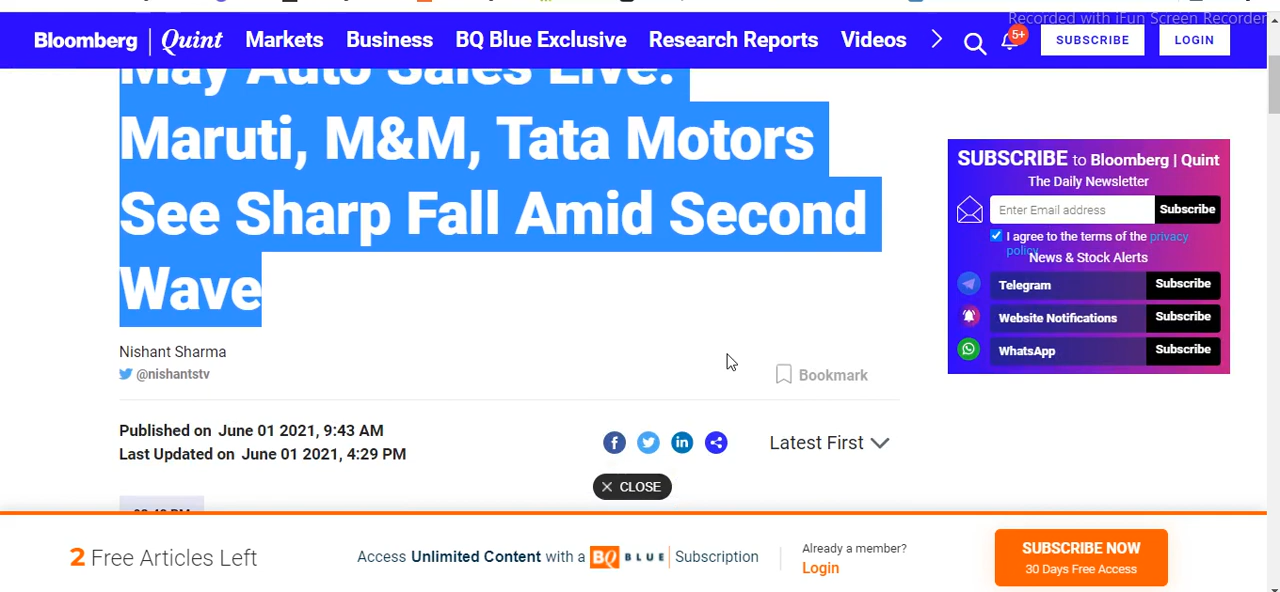 Recorded with iFun Screen Recorder
Bloomberg | Quint Markets Business BQ Blue Exclusive Research Reports Videos 5+ SUBSCRIBE LOGIN
May Auto Sales Live:
Maruti, M&M, Tata Motors
See Sharp Fall Amid Second
Wave
Nishant Sharma
@nishantstv
Bookmark
Published on June 01 2021, 9:43 AM
Last Updated on June 01 2021, 4:29 PM
Latest First
SUBSCRIBE to Bloomberg | Quint
The Daily Newsletter
Enter Email address Subscribe
I agree to the terms of the privacy
policy.
News & Stock Alerts
Telegram Subscribe
Website Notifications Subscribe
WhatsApp Subscribe
CLOSE
2 Free Articles Left
Access Unlimited Content with a BQ BLUE Subscription
Already a member?
Login
SUBSCRIBE NOW
30 Days Free Access